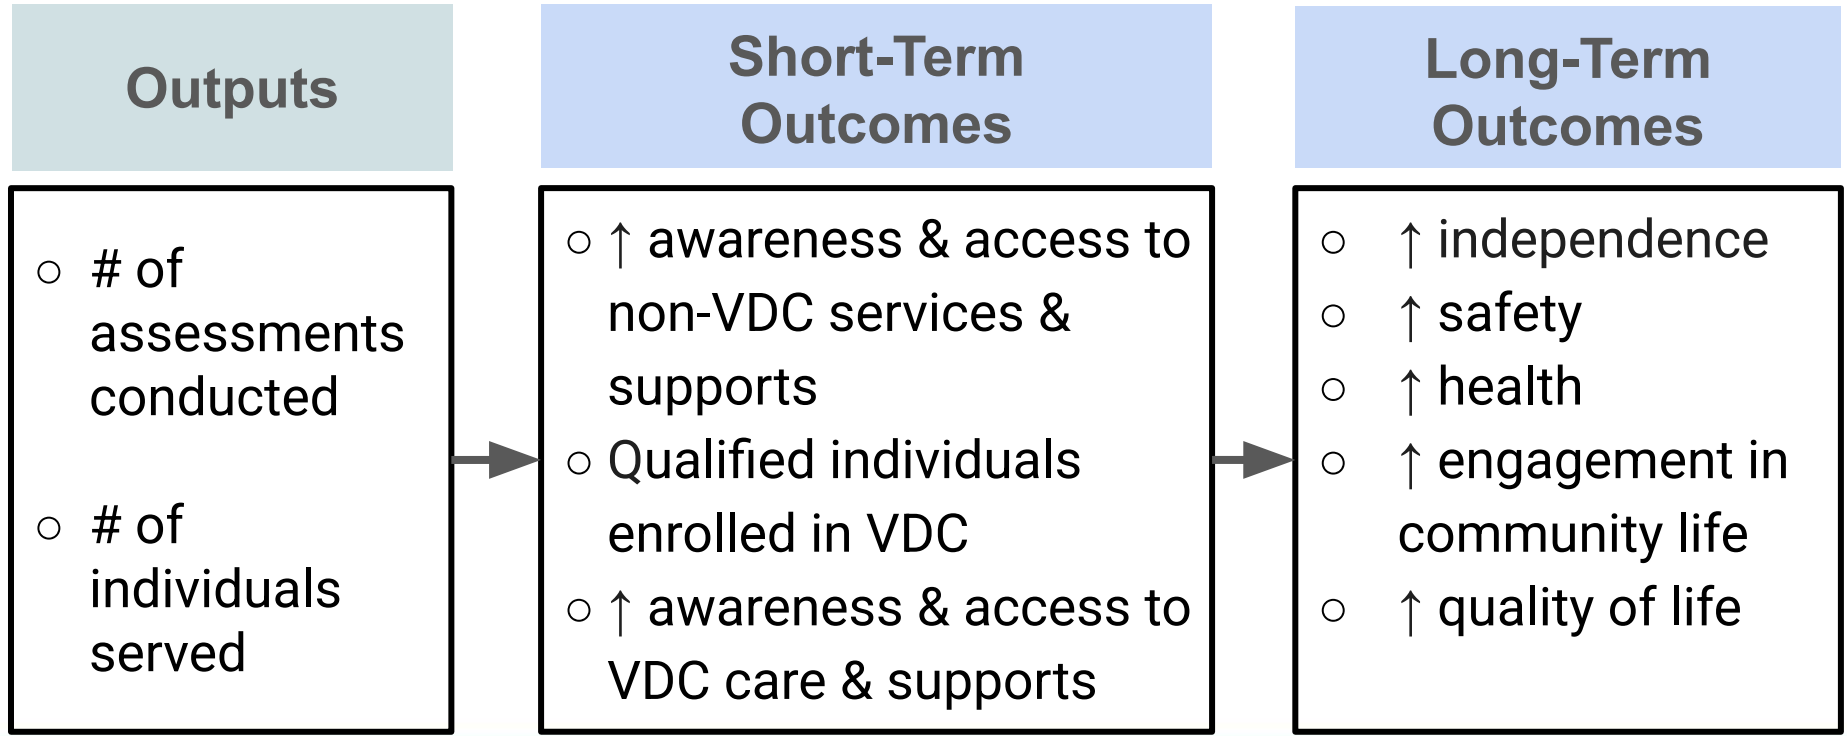 Outputs
○ # of
assessments
conducted
○ # of
individuals
served
Short-Term
Outcomes
○ ↑ awareness & access to
non-VDC services &
supports
○ Qualified individuals
enrolled in VDC
○ ↑ awareness & access to
VDC care & supports
Long-Term
Outcomes
○ ↑ independence
○ ↑ safety
○ ↑ health
○ ↑ engagement in
community life
○ ↑ quality of life